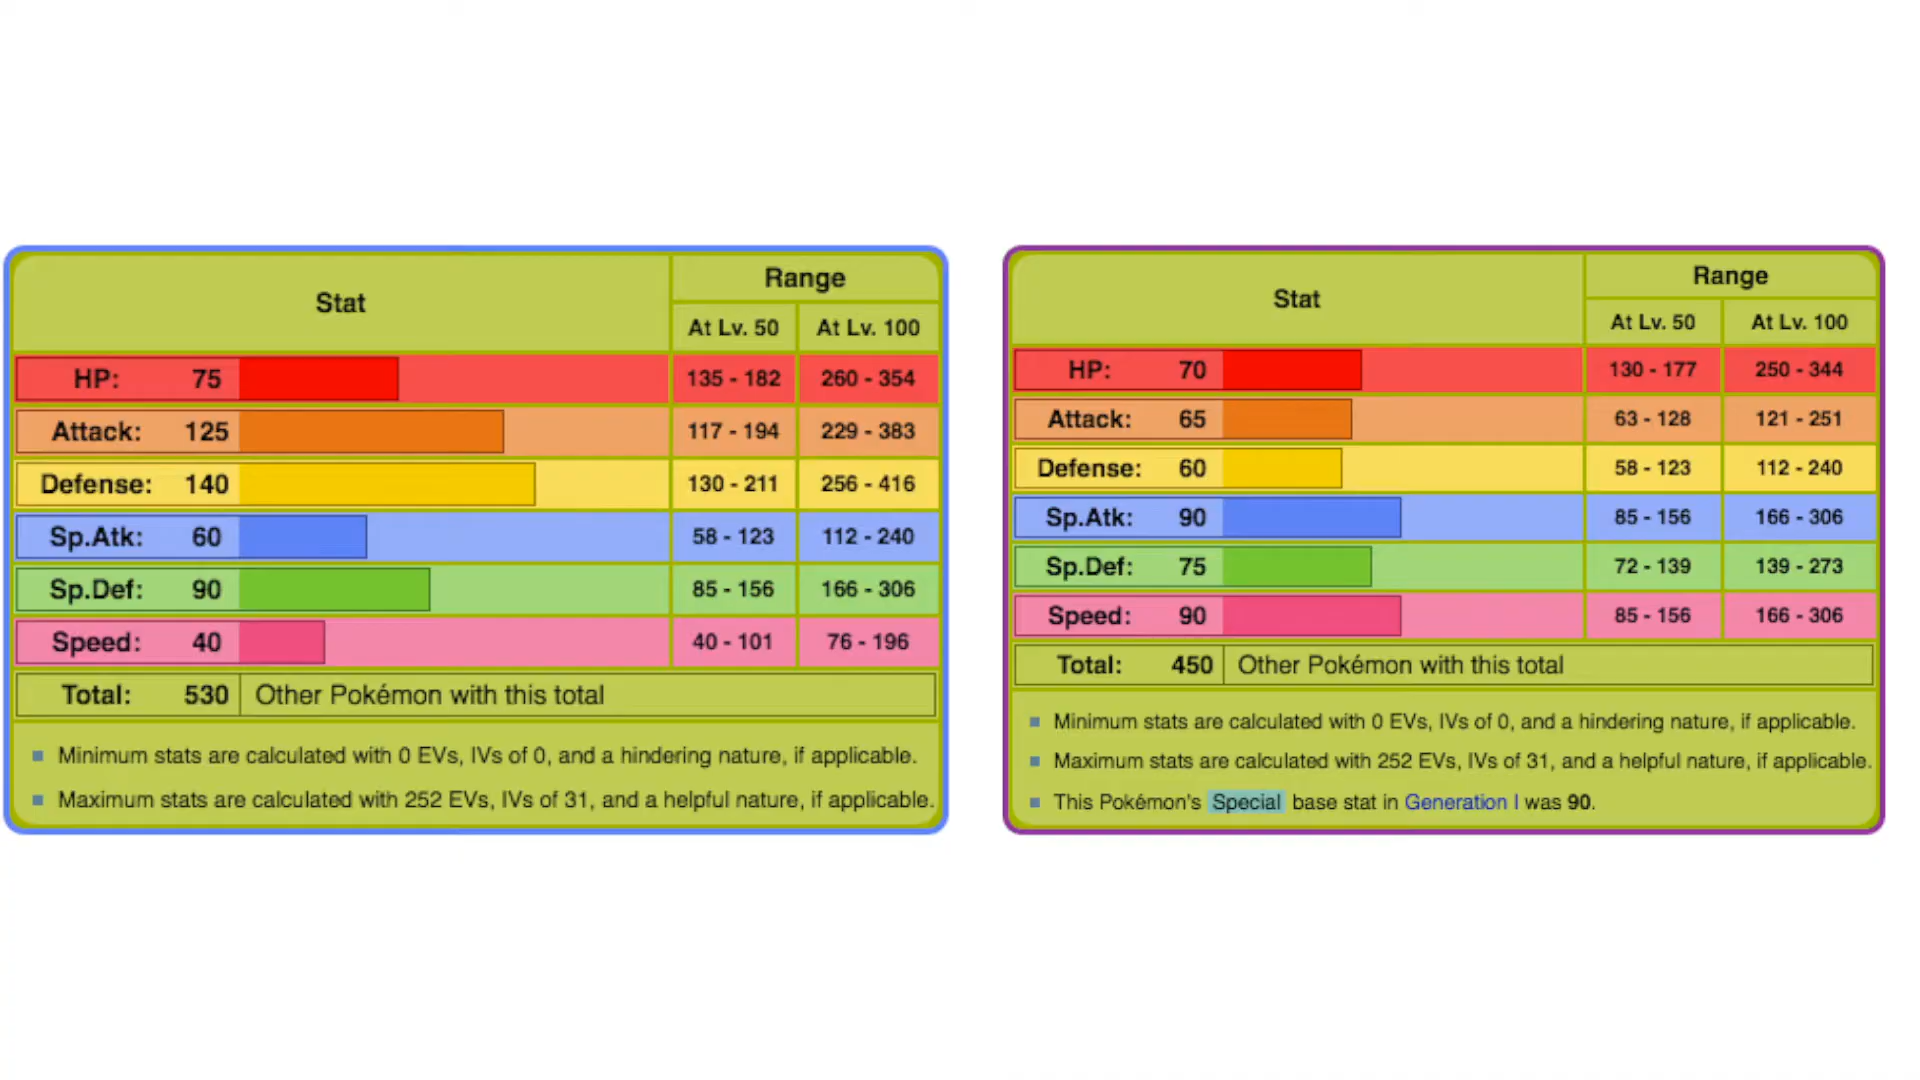 Stat
Range
At Lv. 50 At Lv. 100
HP: 75 135 - 182 260 - 354
Attack: 125 117 - 194 229 - 383
Defense: 140 130 - 211 256 - 416
Sp.Atk: 60 58 - 123 112 - 240
Sp.Def: 90 85 - 156 166 - 306
Speed: 40 40 - 101 76 - 196
Total: 530 Other Pokémon with this total
Minimum stats are calculated with 0 EVs, IVs of 0, and a hindering nature, if applicable.
Maximum stats are calculated with 252 EVs, IVs of 31, and a helpful nature, if applicable.
Stat
Range
At Lv. 50 At Lv. 100
HP: 70 130 - 177 250 - 344
Attack: 65 63 - 128 121 - 251
Defense: 60 58 - 123 112 - 240
Sp.Atk: 90 85 - 156 166 - 306
Sp.Def: 75 72 - 139 139 - 273
Speed: 90 85 - 156 166 - 306
Total: 450 Other Pokémon with this total
Minimum stats are calculated with 0 EVs, IVs of 0, and a hindering nature, if applicable.
Maximum stats are calculated with 252 EVs, IVs of 31, and a helpful nature, if applicable.
This Pokémon's Special base stat in Generation I was 90.